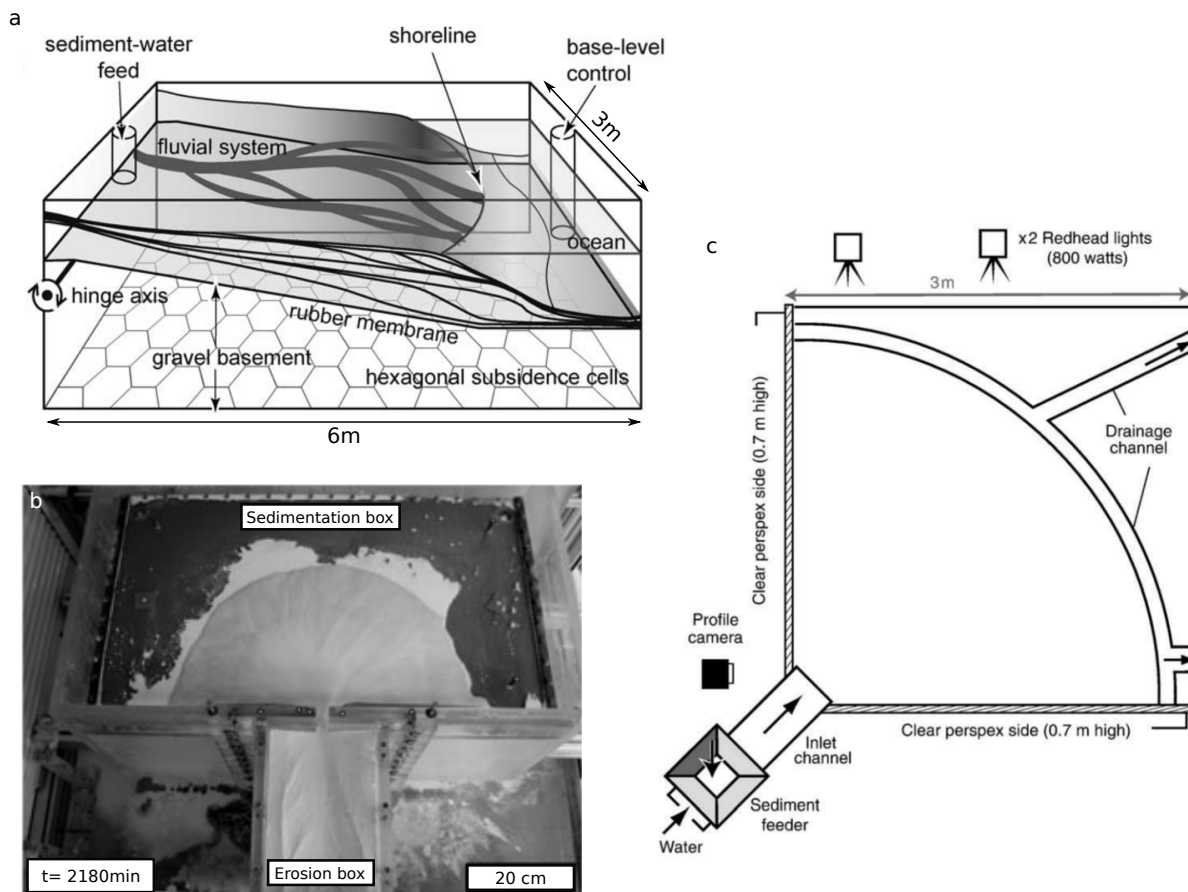 a
sediment-water
feed
shoreline
base-level
control
3m
fluvial system
ocean
hinge axis
rubber membrane
gravel basement
hexagonal subsidence cells
6m
b
Sedimentation box
t= 2180min
Erosion box
20 cm
c
x2 Redhead lights
(800 watts)
3m
Clear perspex side (0.7 m high)
Drainage
channel
Profile
camera
Clear perspex side (0.7 m high)
Inlet
channel
Sediment
feeder
Water